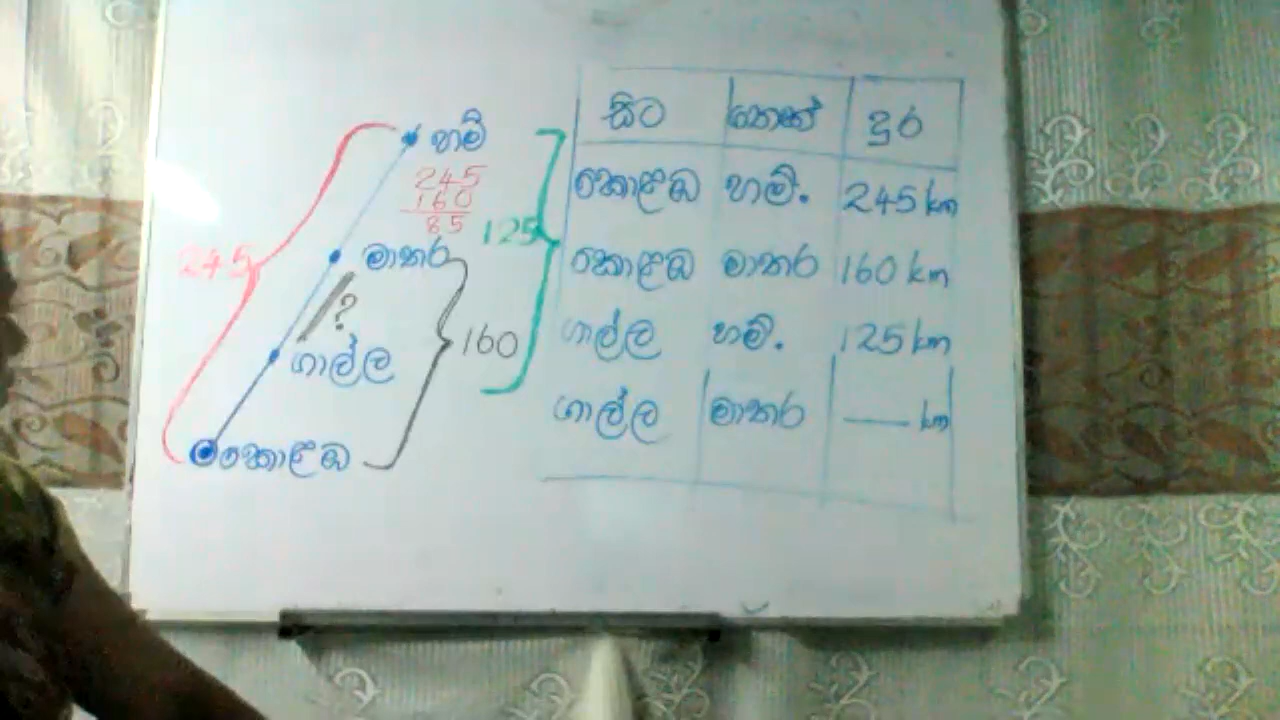 හම්
245
160
85
245
125
මාතර
?
160
ගාල්ල
කොළඹ
සිට තෙක් දුර
කොළඹ හම්. 245 km
කොළඹ මාතර 160 km
ගාල්ල හම්. 125 km
ගාල්ල මාතර — km